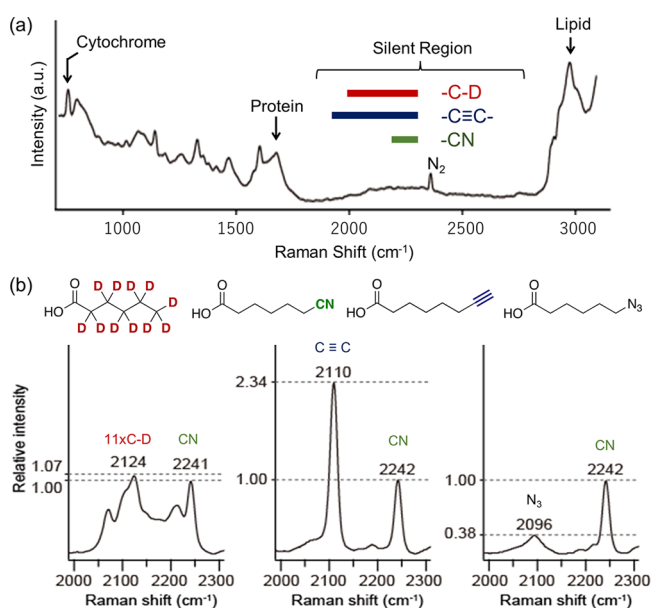 (a)
Cytochrome
Protein
Silent Region
Lipid
-C-D
-C≡C-
-CN
N2
Intensity (a.u.)
1000 1500 2000 2500 3000
Raman Shift (cm-1)
(b)
O HO D D D D D D D D D D D
O HO CN
O HO
O HO N3
Relative intensity
11xC-D CN
2124 2241
1.07
1.00
2000 2100 2200 2300
Raman shift (cm-1)
C ≡ C
2110
2.34
CN
2242
1.00
2000 2100 2200 2300
Raman shift (cm-1)
CN
2242
1.00
N3
2096
0.38
2000 2100 2200 2300
Raman shift (cm-1)